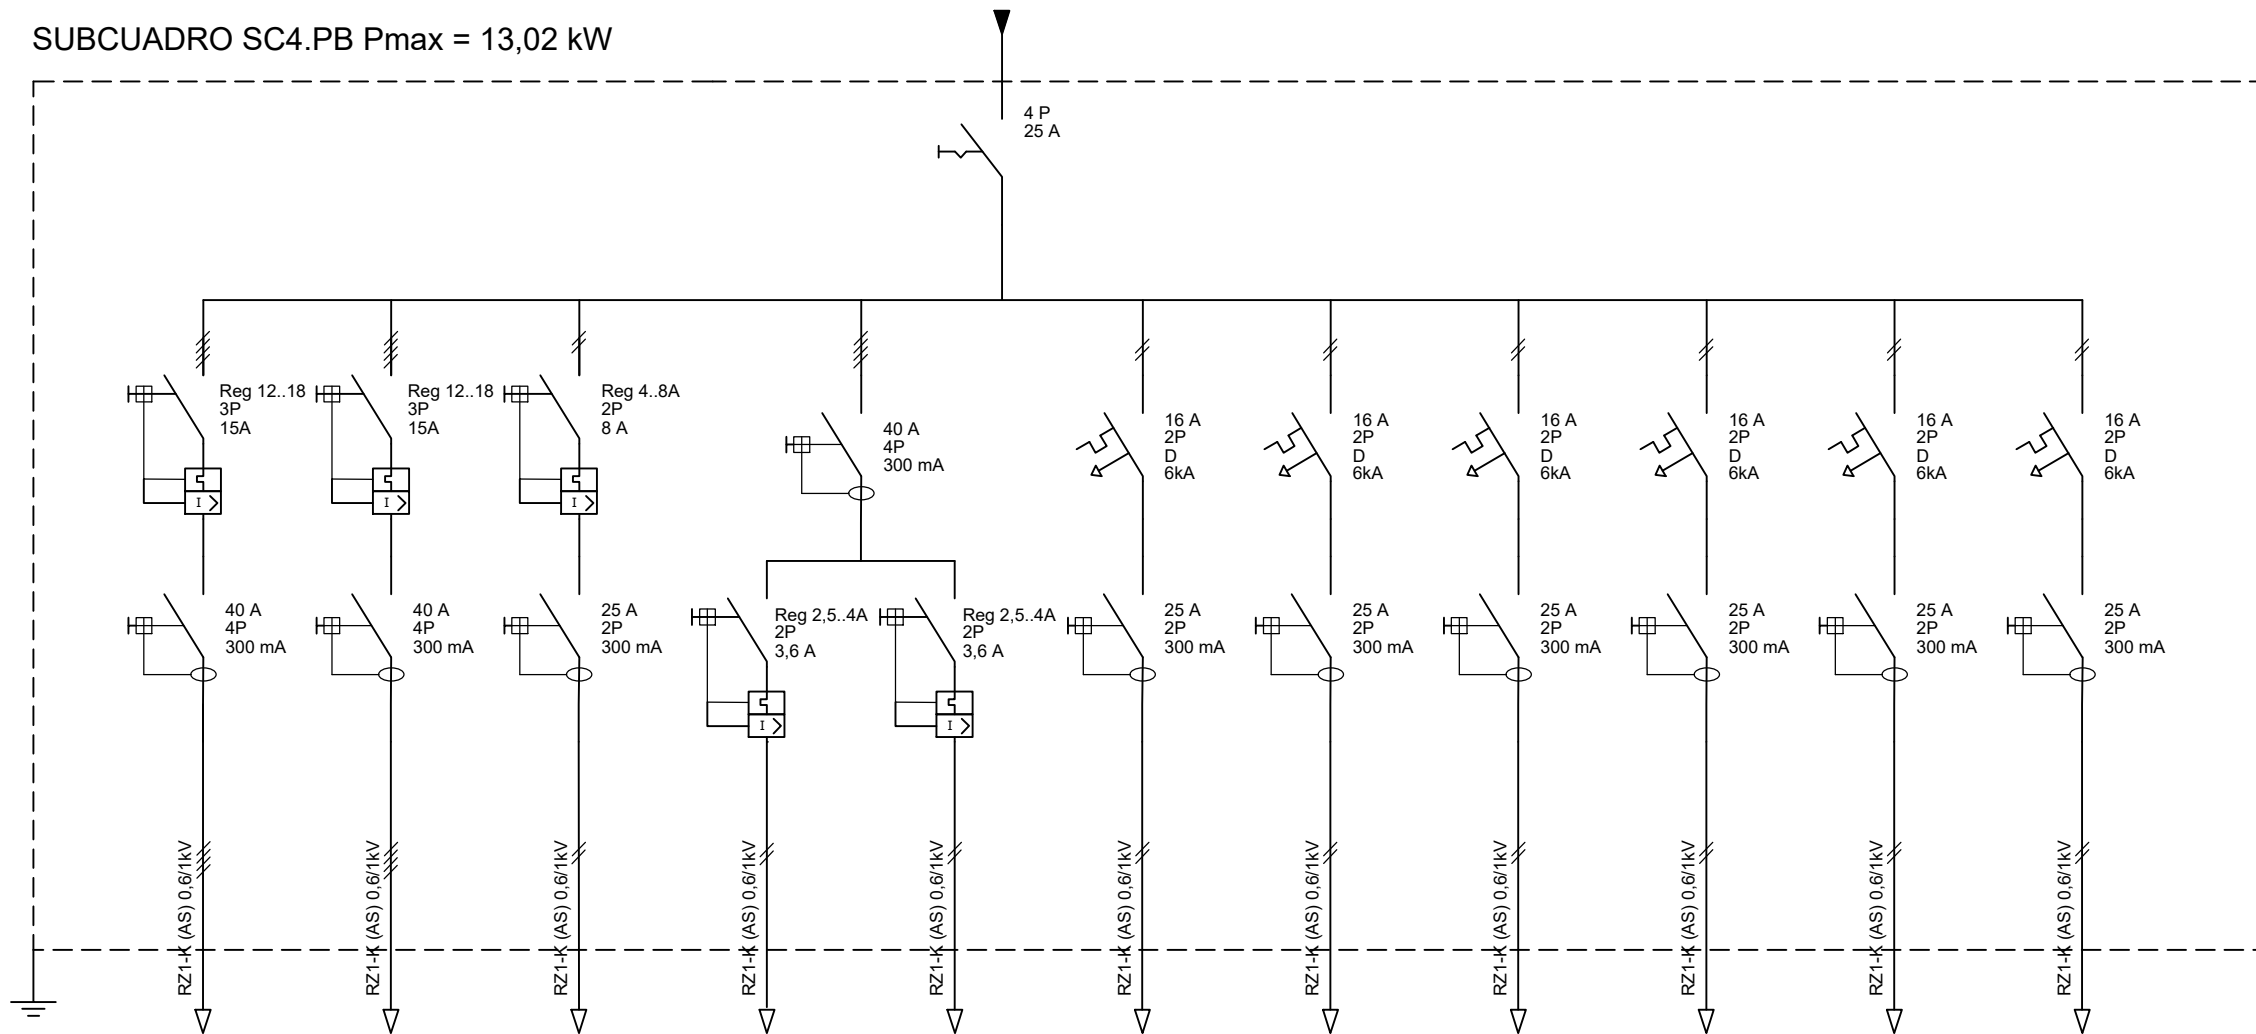 SUBCUADRO SC4.PB Pmax = 13,02 kW
4 P
25 A
Reg 12..18
3P
15A
Reg 12..18
3P
15A
Reg 4..8A
2P
8 A
40 A
4P
300 mA
16 A
2P
D
6kA
16 A
2P
D
6kA
16 A
2P
D
6kA
16 A
2P
D
6kA
16 A
2P
D
6kA
16 A
2P
D
6kA
I
I
I
40 A
4P
300 mA
40 A
4P
300 mA
25 A
2P
300 mA
Reg 2,5..4A
2P
3,6 A
Reg 2,5..4A
2P
3,6 A
25 A
2P
300 mA
25 A
2P
300 mA
25 A
2P
300 mA
25 A
2P
300 mA
25 A
2P
300 mA
25 A
2P
300 mA
I
I
RZ1-K (AS) 0,6/1kV
RZ1-K (AS) 0,6/1kV
RZ1-K (AS) 0,6/1kV
RZ1-K (AS) 0,6/1kV
RZ1-K (AS) 0,6/1kV
RZ1-K (AS) 0,6/1kV
RZ1-K (AS) 0,6/1kV
RZ1-K (AS) 0,6/1kV
RZ1-K (AS) 0,6/1kV
RZ1-K (AS) 0,6/1kV
RZ1-K (AS) 0,6/1kV